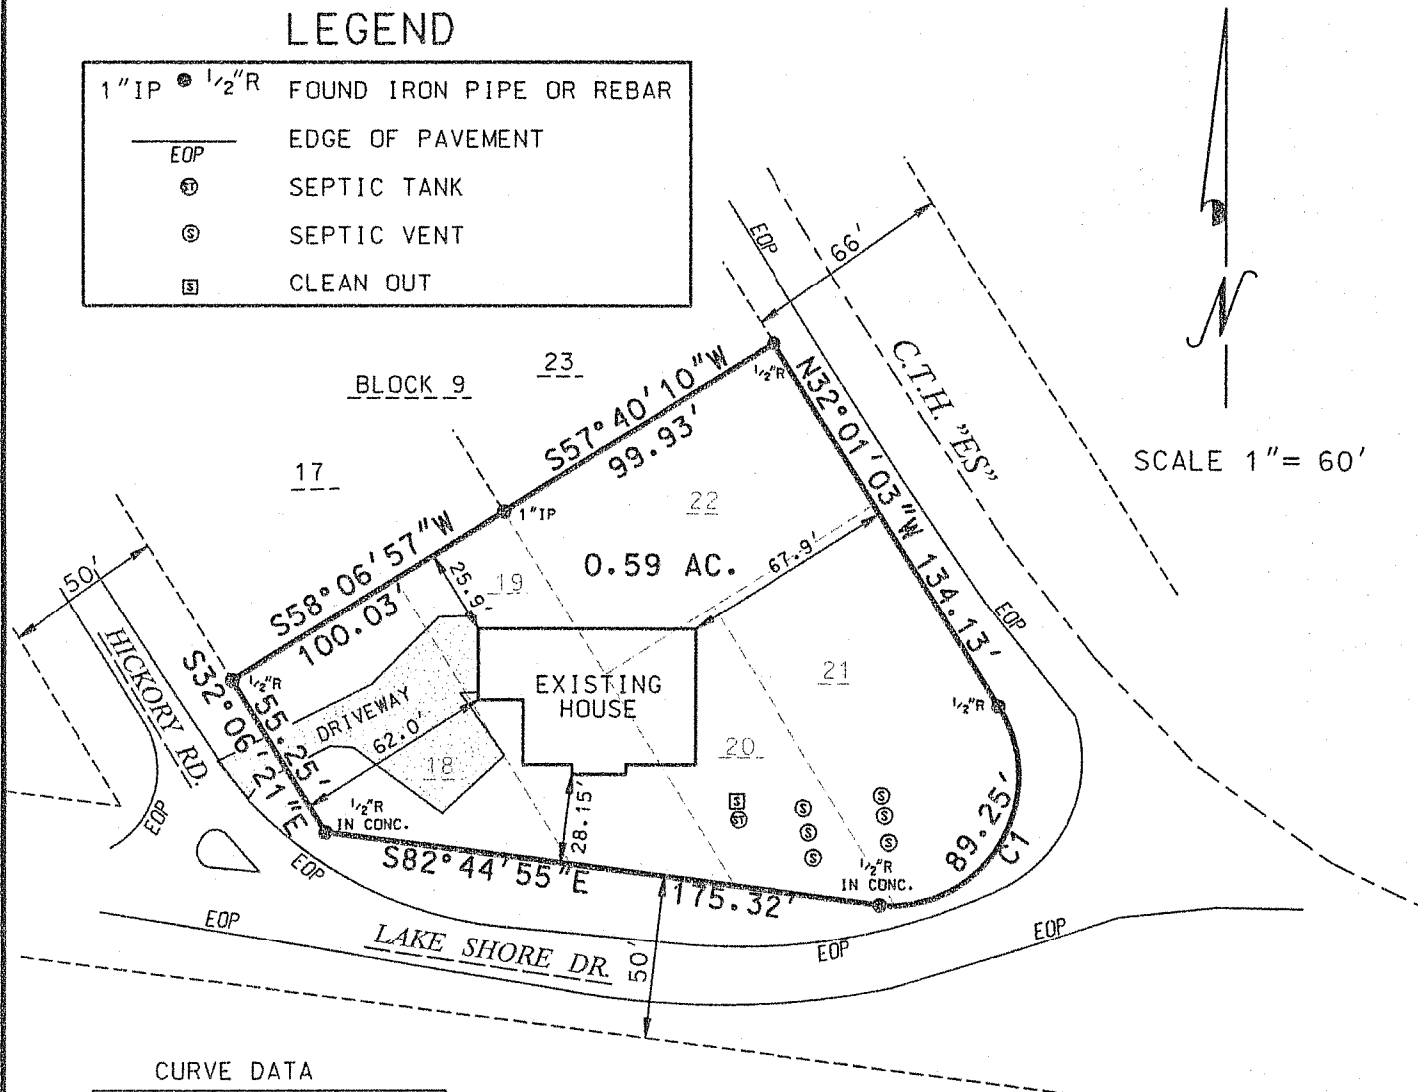 LEGEND
1"IP 1/2"R FOUND IRON PIPE OR REBAR
EOP EDGE OF PAVEMENT
ST SEPTIC TANK
S SEPTIC VENT
S CLEAN OUT
N
SCALE 1"= 60'
66'
EOP
C.T.H. "ES"
BLOCK 9
23
17
S57°40'10"W
99.93'
1/2"R
N32°01'03"W 134.13'
1"IP
22
0.59 AC.
67.9'
S58°06'57"W
100.03'
25.9'
19
50'
HICKORY RD.
1/2"R
S32°06'21"E
55.25'
DRIVEWAY
62.0'
18
EXISTING
HOUSE
21
EOP
1/2"R
20
28.15'
S
ST
S
S
S
S
S
S
1/2"R
IN CONC.
EOP
EOP
S82°44'55"E
175.32'
1/2"R
IN CONC.
89.25'
C1
EOP
LAKE SHORE DR.
50'
EOP
EOP
CURVE DATA